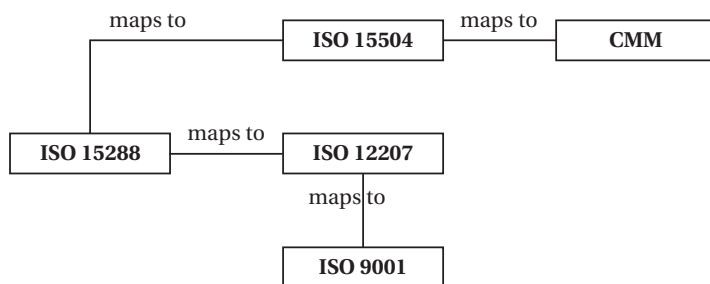 maps to
maps to
ISO 15504
CMM
maps to
ISO 15288
ISO 12207
maps to
ISO 9001